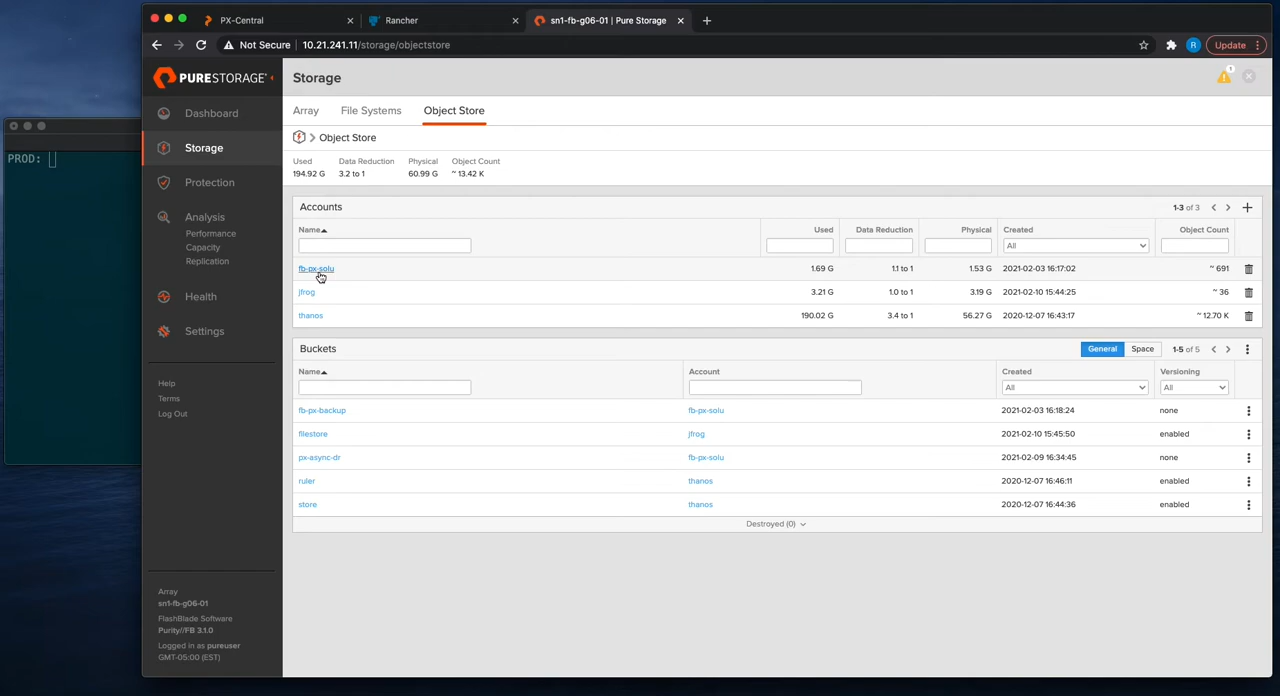 PX-Central
Rancher
sn1-fb-g06-01 | Pure Storage
Not Secure 10.21.241.11/storage/objectstore
R
Update
PURESTORAGE
Storage
1
Dashboard
Array File Systems Object Store
Object Store
Storage
Used Data Reduction Physical Object Count
194.92 G 3.2 to 1 60.99 G ~ 13.42 K
PROD:
Protection
Accounts 1-3 of 3
Analysis
Performance
Capacity
Replication
Name Used Data Reduction Physical Created Object Count
All
fb-px-solu 1.69 G 1.1 to 1 1.53 G 2021-02-03 16:17:02 ~ 691
jfrog 3.21 G 1.0 to 1 3.19 G 2021-02-10 15:44:25 ~ 36
Health
thanos 190.02 G 3.4 to 1 56.27 G 2020-12-07 16:43:17 ~ 12.70 K
Settings
Buckets General Space 1-5 of 5
Name Account Created Versioning
All All
Help
Terms
Log Out
fb-px-backup fb-px-solu 2021-02-03 16:18:24 none
filestore jfrog 2021-02-10 15:45:50 enabled
px-async-dr fb-px-solu 2021-02-09 16:34:45 none
ruler thanos 2020-12-07 16:46:11 enabled
store thanos 2020-12-07 16:44:36 enabled
Destroyed (0)
Array
sn1-fb-g06-01
FlashBlade Software
Purity//FB 3.1.0
Logged in as pureuser
GMT-05:00 (EST)